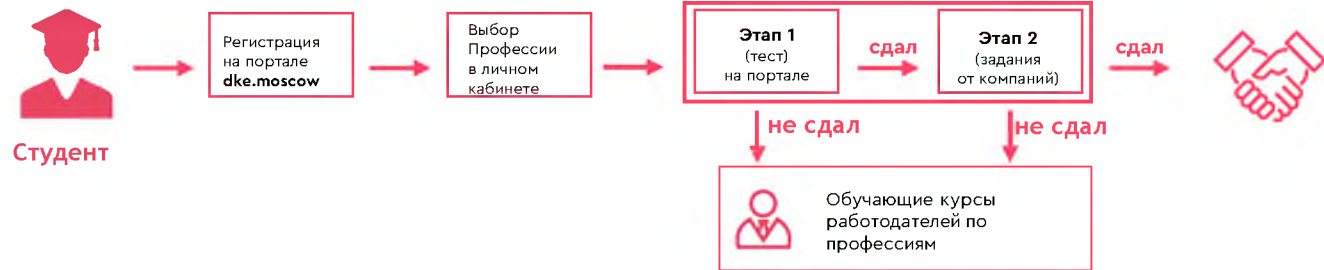 Студент
Регистрация
на портале
dke.moscow
Выбор
Профессии
в личном
кабинете
Этап 1
(тест)
на портале
сдал
Этап 2
(задания
от компаний)
сдал
не сдал
не сдал
Обучающие курсы
работодателей по
профессиям